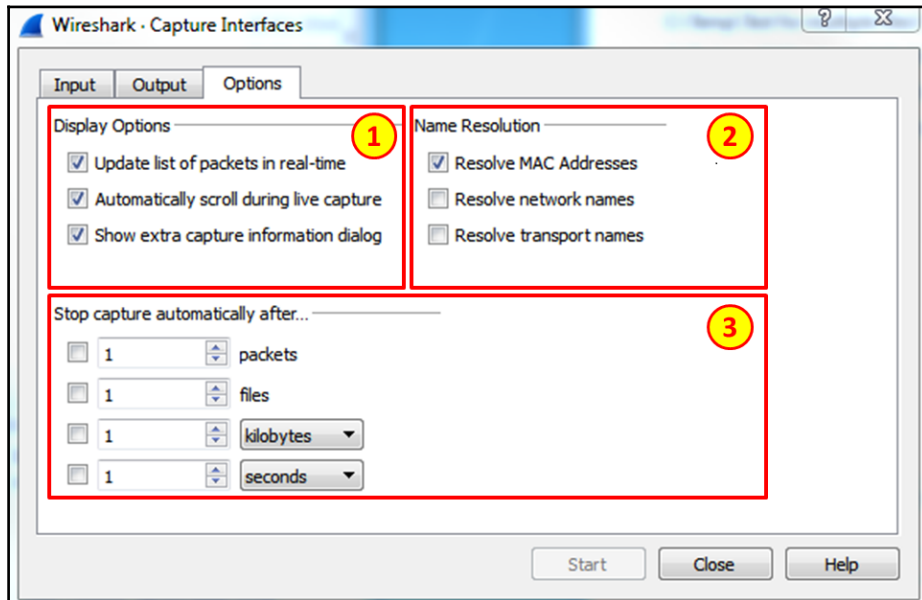 Wireshark · Capture Interfaces
Input Output Options
Display Options
1
Update list of packets in real-time
Automatically scroll during live capture
Show extra capture information dialog
Name Resolution
2
Resolve MAC Addresses
Resolve network names
Resolve transport names
Stop capture automatically after...
3
1 packets
1 files
1 kilobytes
1 seconds
Start Close Help